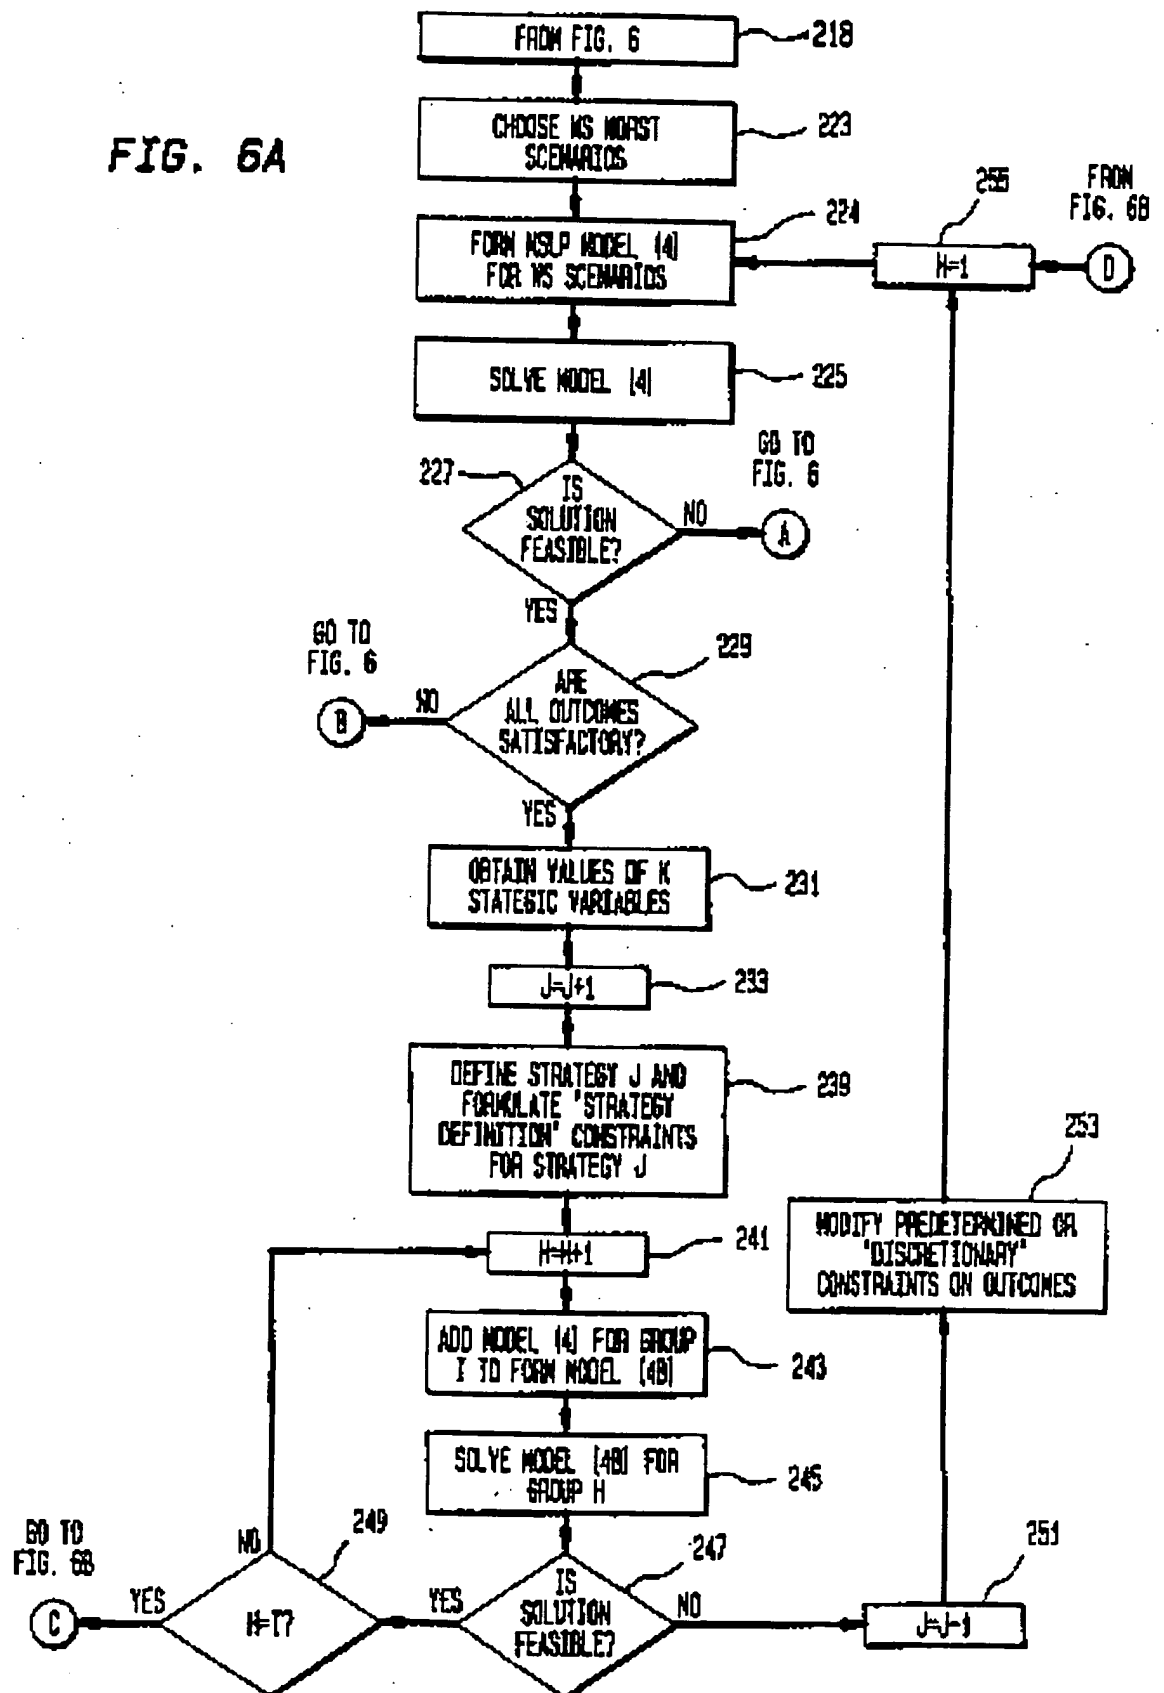 FIG. 6A
FROM FIG. 6
218
CHOOSE WS WORST
SCENARIOS
223
FORM MSLP MODEL (4)
FOR WS SCENARIOS
224
H=1
255
FROM
FIG. 6B
D
SOLVE MODEL (4)
225
227
IS
SOLUTION
FEASIBLE?
NO
GO TO
FIG. 6
A
YES
GO TO
FIG. 6
B
NO
ARE
ALL OUTCOMES
SATISFACTORY?
229
YES
OBTAIN VALUES OF K
STATEGIC VARIABLES
231
J=J+1
233
DEFINE STRATEGY J AND
FORMULATE "STRATEGY
DEFINITION" CONSTRAINTS
FOR STRATEGY J
239
253
MODIFY PREDETERMINED OR
"DISCRETIONARY"
CONSTRAINTS ON OUTCOMES
H=H+1
241
ADD MODEL (4) FOR GROUP
I TO FORM MODEL (4B)
243
SOLVE MODEL (4B) FOR
GROUP H
245
GO TO
FIG. 6B
C
YES
NO
249
H=I?
YES
IS
SOLUTION
FEASIBLE?
247
NO
251
J=J-1